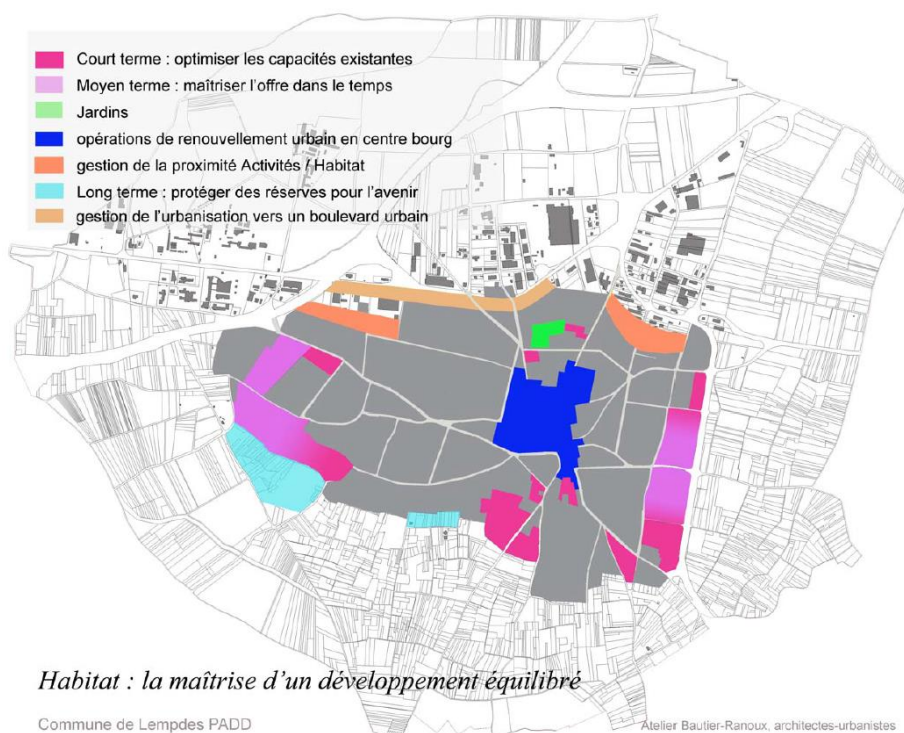 Court terme : optimiser les capacités existantes
Moyen terme : maîtriser l'offre dans le temps
Jardins
opérations de renouvellement urbain en centre bourg
gestion de la proximité Activités / Habitat
Long terme : protéger des réserves pour l'avenir
gestion de l'urbanisation vers un boulevard urbain
Habitat : la maîtrise d'un développement équilibré
Commune de Lempdes PADD
Atelier Bautier-Ranoux, architectes-urbanistes